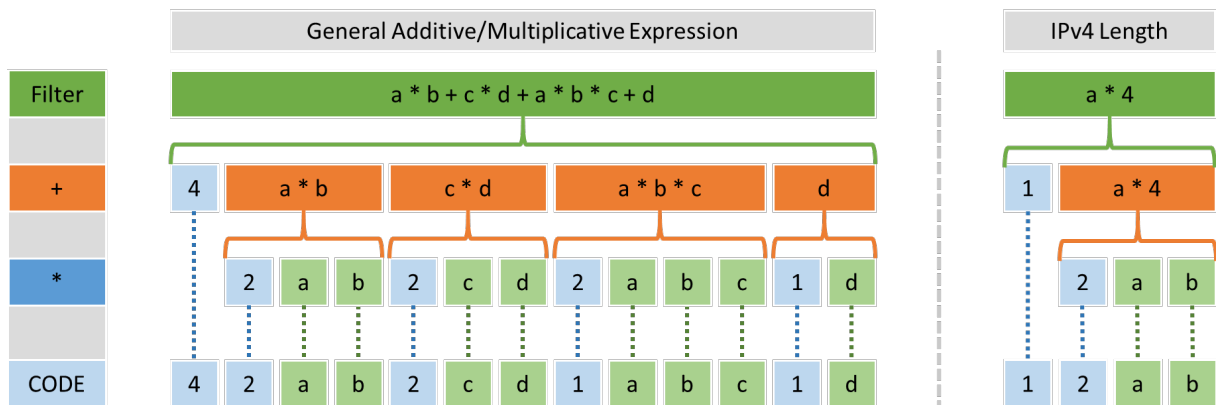 General Additive/Multiplicative Expression IPv4 Length
Filter a * b + c * d + a * b * c + d a * 4
+ 4 a * b c * d a * b * c d 1 a * 4
* 2 a b 2 c d 2 a b c 1 d 2 a b
CODE 4 2 a b 2 c d 1 a b c 1 d 1 2 a b